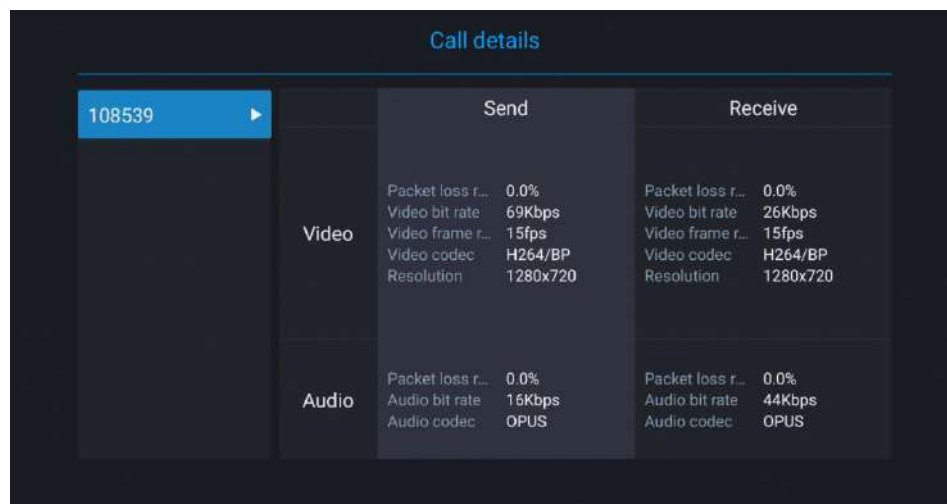 Call details
108539
Send
Receive
Video
Packet loss r... 0.0%
Video bit rate 69Kbps
Video frame r... 15fps
Video codec H264/BP
Resolution 1280x720
Packet loss r... 0.0%
Video bit rate 26Kbps
Video frame r... 15fps
Video codec H264/BP
Resolution 1280x720
Audio
Packet loss r... 0.0%
Audio bit rate 16Kbps
Audio codec OPUS
Packet loss r... 0.0%
Audio bit rate 44Kbps
Audio codec OPUS